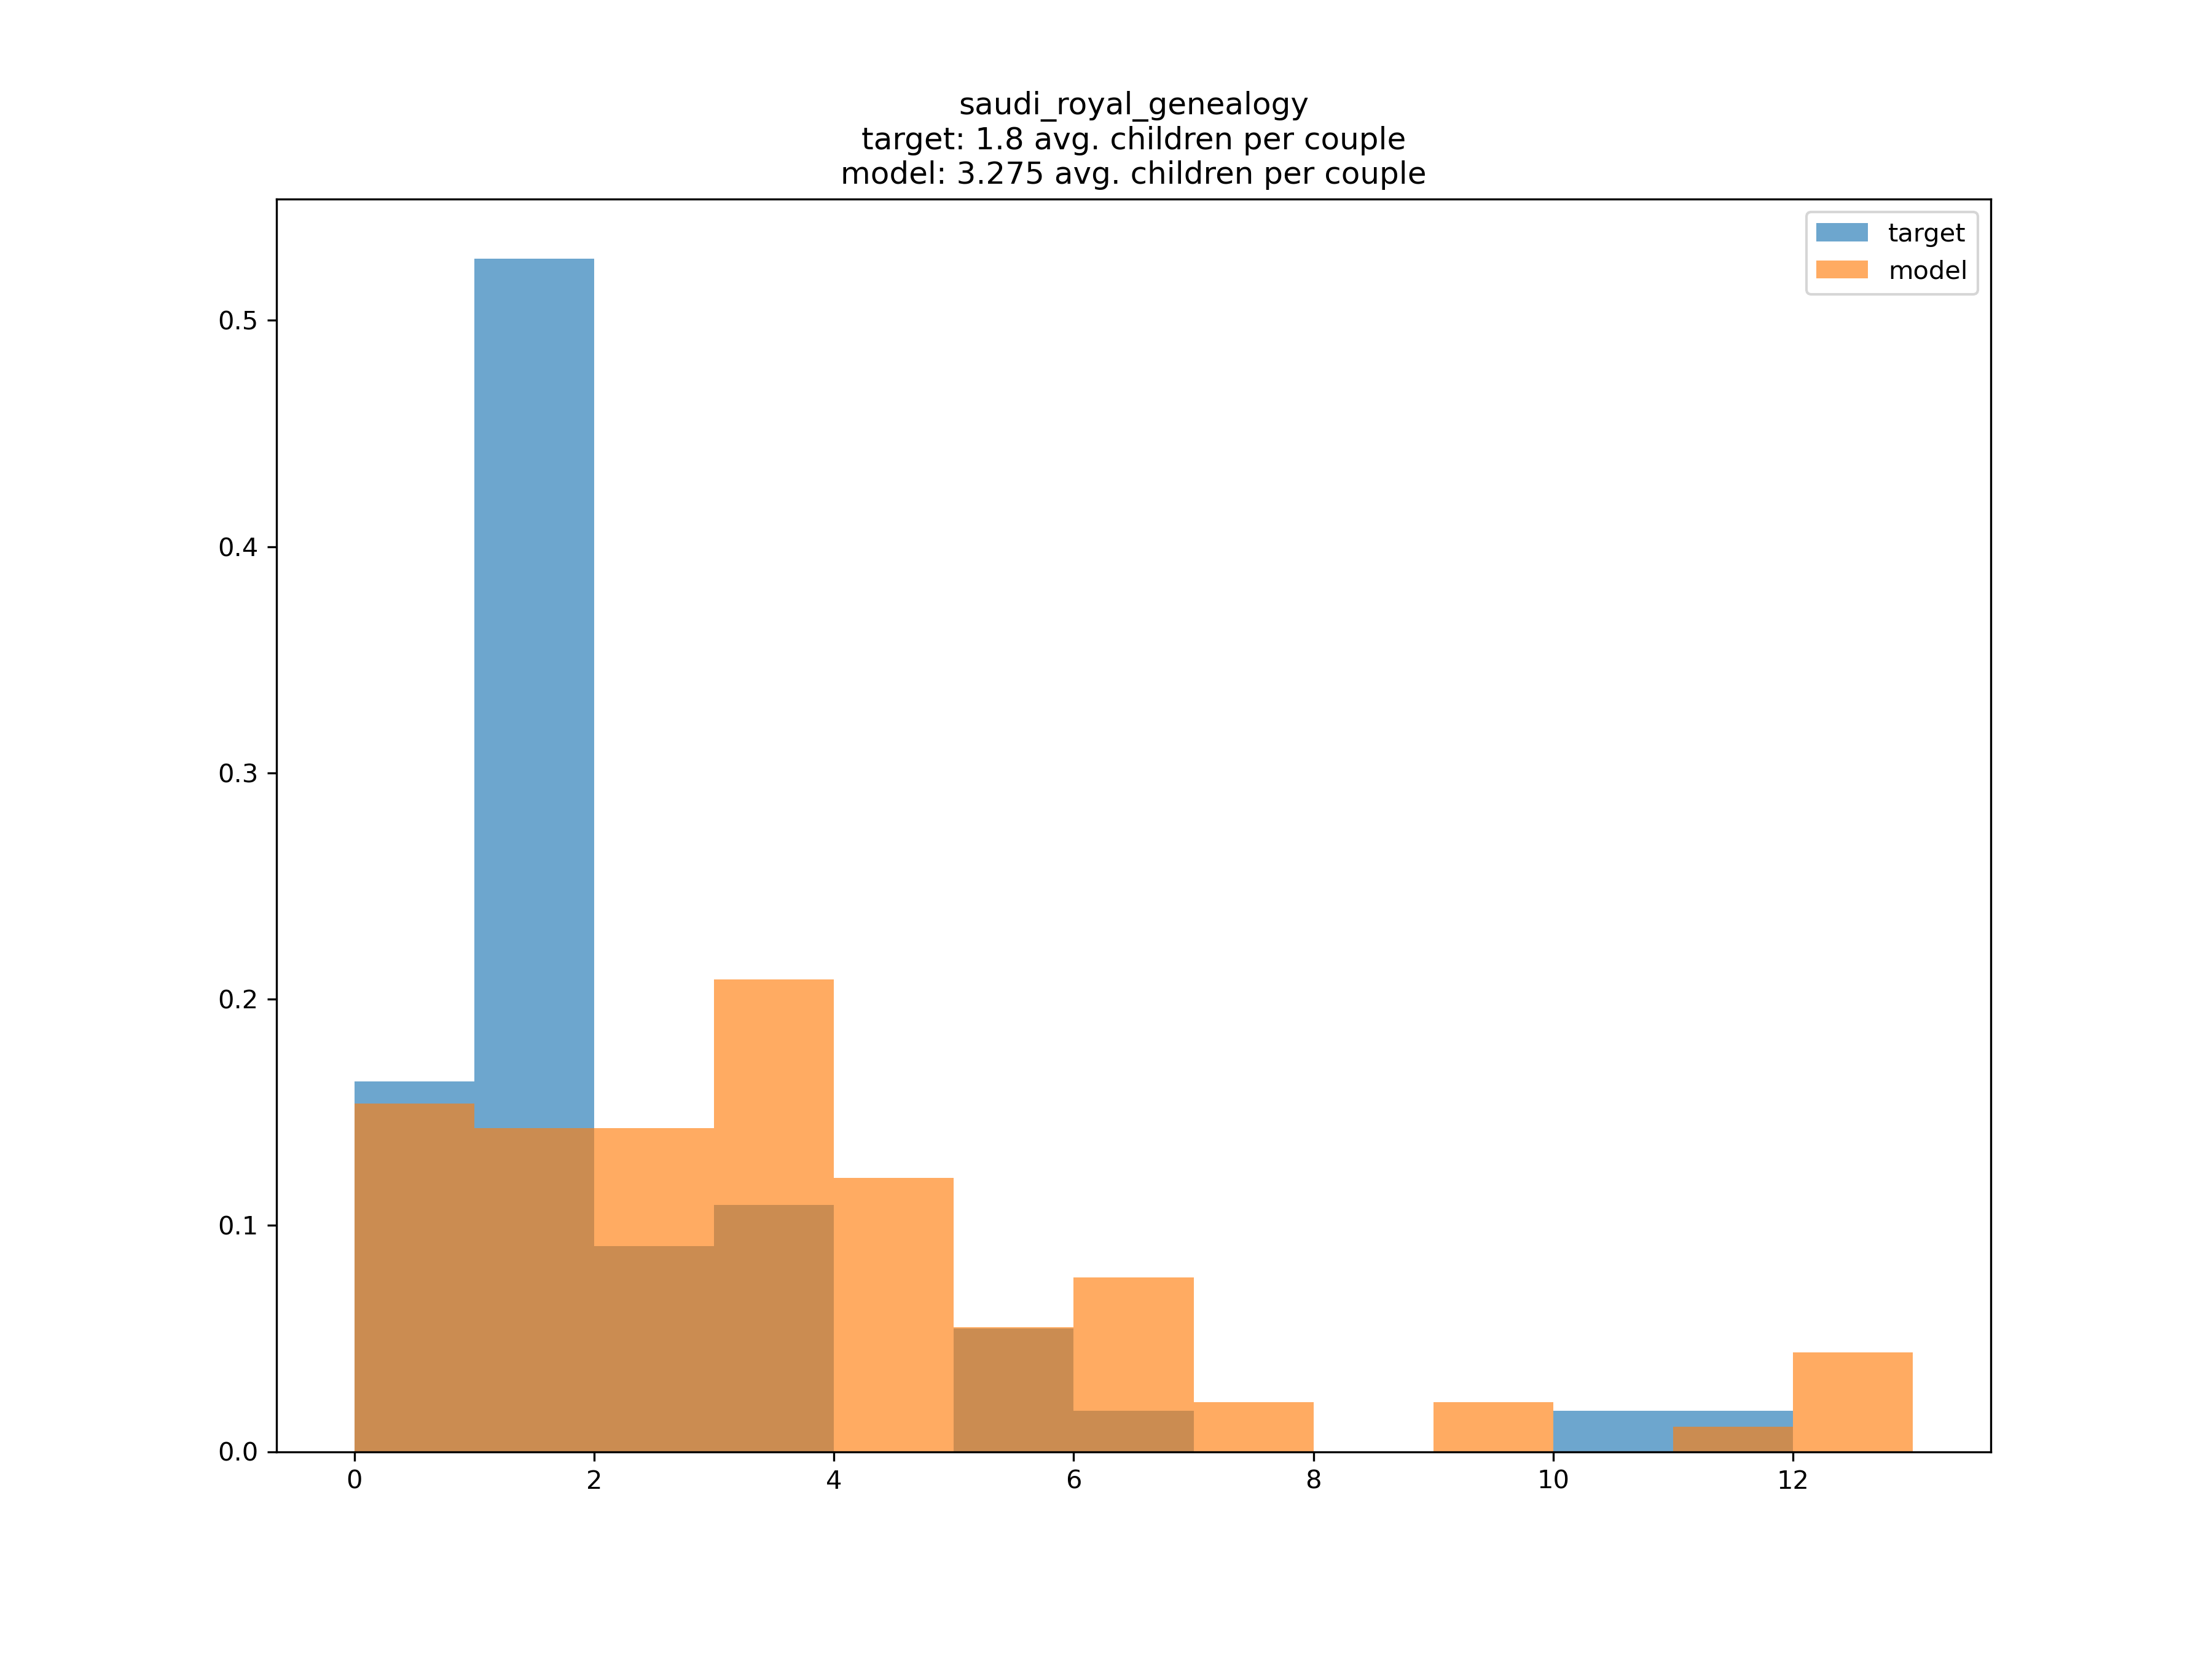 saudi_royal_genealogy
target: 1.8 avg. children per couple
model: 3.275 avg. children per couple
target
model
0.5
0.4
0.3
0.2
0.1
0.0
0 2 4 6 8 10 12